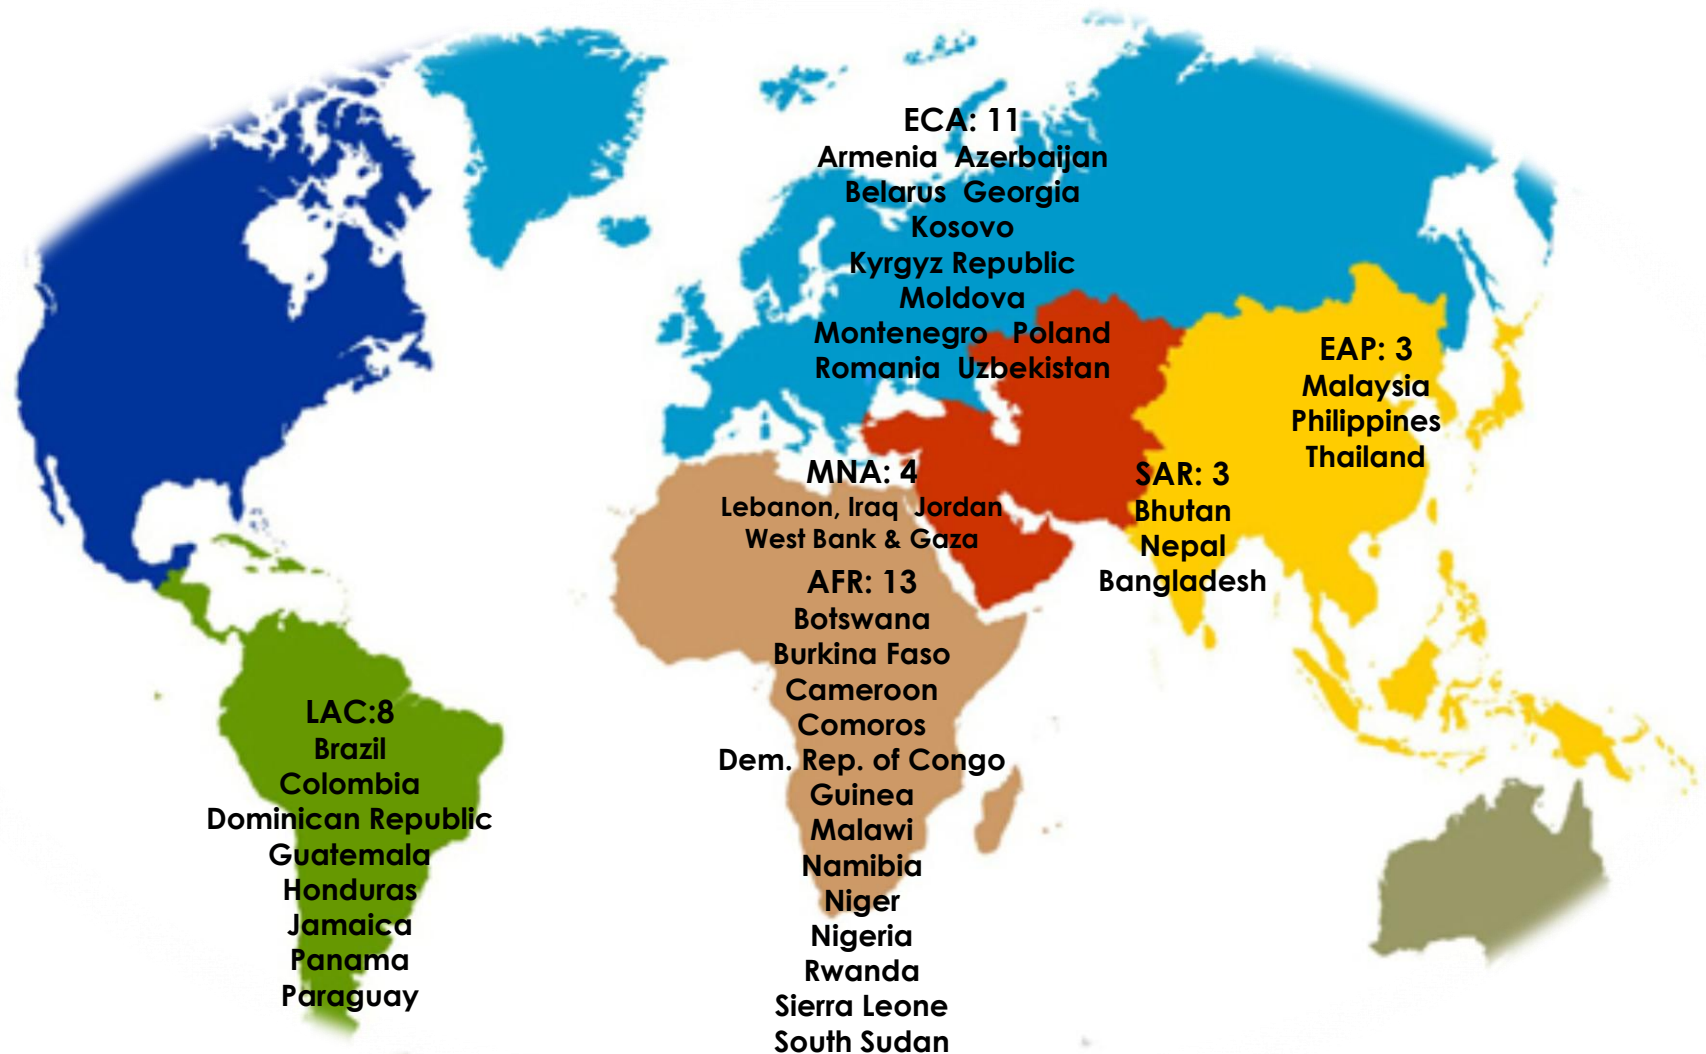 ECA: 11
Armenia  Azerbaijan
Belarus  Georgia
Kosovo
Kyrgyz Republic
Moldova
Montenegro  Poland
Romania  Uzbekistan
EAP: 3
Malaysia
Philippines
Thailand
MNA: 4
Lebanon, Iraq  Jordan
West Bank & Gaza
SAR: 3
Bhutan
Nepal
Bangladesh
AFR: 13
Botswana
Burkina Faso
Cameroon
Comoros
Dem. Rep. of Congo
Guinea
Malawi
Namibia
Niger
Nigeria
Rwanda
Sierra Leone
South Sudan
LAC:8
Brazil
Colombia
Dominican Republic
Guatemala
Honduras
Jamaica
Panama
Paraguay